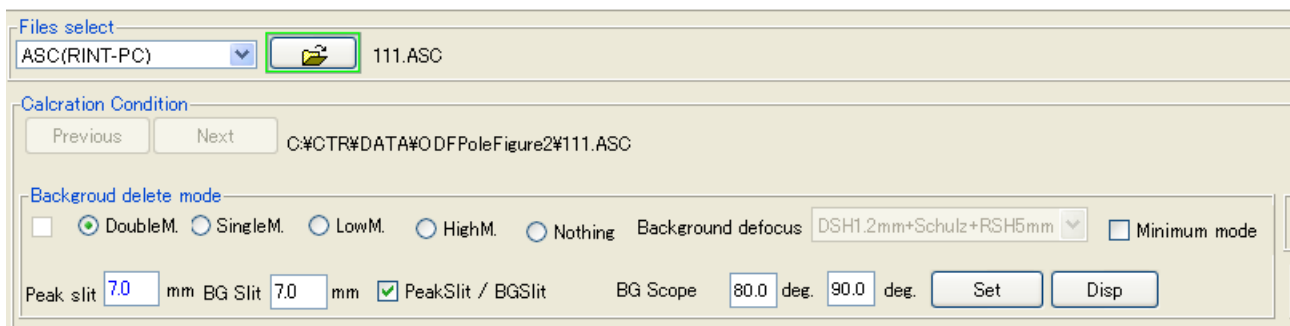 Files select
ASC(RINT-PC) 111.ASC
Calcration Condition
Previous Next C:¥CTR¥DATA¥ODFPoleFigure2¥111.ASC
Backgroud delete mode
DoubleM. SingleM. LowM. HighM. Nothing Background defocus DSH1.2mm+Schulz+RSH5mm Minimum mode
Peak slit 7.0 mm BG Slit 7.0 mm PeakSlit / BGSlit BG Scope 80.0 deg. 90.0 deg. Set Disp